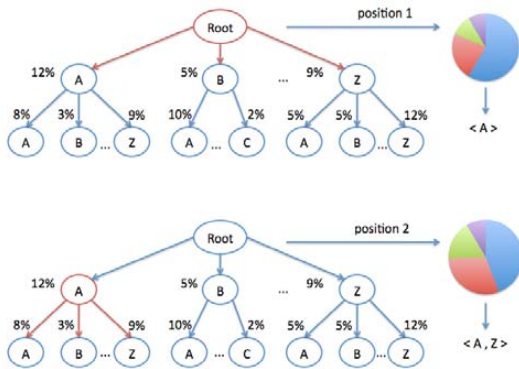 Root
position 1
12%
A
5%
B
...
9%
Z
8%
3%
9%
10%
2%
5%
5%
12%
A
B
...
Z
A
...
C
A
B
...
Z
< A >
Root
position 2
12%
A
5%
B
...
9%
Z
8%
3%
9%
10%
2%
5%
5%
12%
A
B
...
Z
A
...
C
A
B
...
Z
< A , Z >